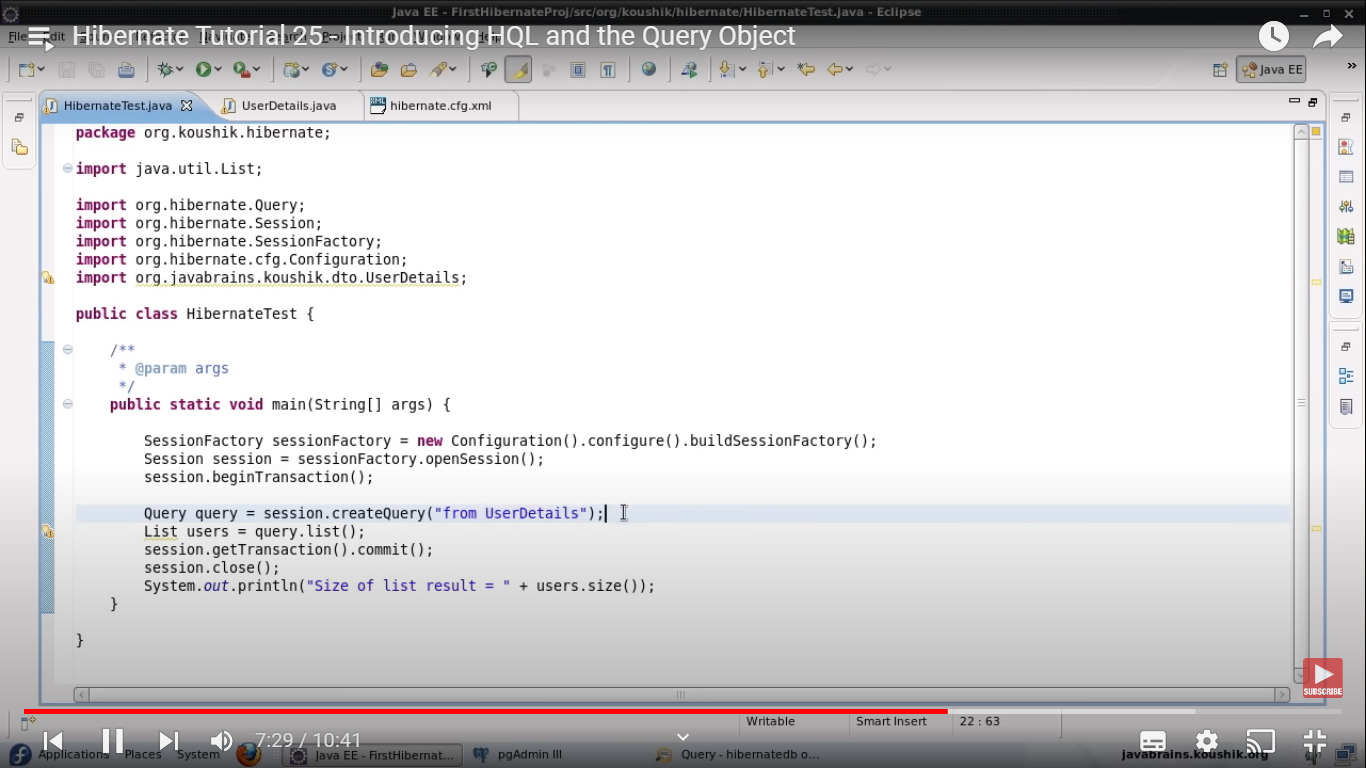 Java EE - FirstHibernateProj/src/org/koushik/hibernate/HibernateTest.java - Eclipse
Hibernate Tutorial 25 - Introducing HQL and the Query Object
Java EE
HibernateTest.java UserDetails.java hibernate.cfg.xml
package org.koushik.hibernate;
import java.util.List;
import org.hibernate.Query;
import org.hibernate.Session;
import org.hibernate.SessionFactory;
import org.hibernate.cfg.Configuration;
import org.javabrains.koushik.dto.UserDetails;
public class HibernateTest {
/**
* @param args
*/
public static void main(String[] args) {
SessionFactory sessionFactory = new Configuration().configure().buildSessionFactory();
Session session = sessionFactory.openSession();
session.beginTransaction();
Query query = session.createQuery("from UserDetails");
List users = query.list();
session.getTransaction().commit();
session.close();
System.out.println("Size of list result = " + users.size());
}
}
SUBSCRIBE
Writable Smart Insert 22 : 63
7:29 / 10:41
Applications Places System Java EE - FirstHibernat... pgAdmin III Query - hibernatedb o... javabrains.koushik.org